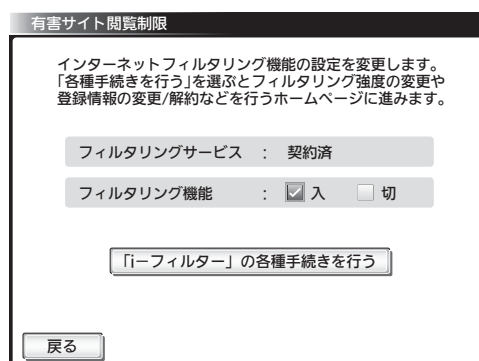 有害サイト閲覧制限
インターネットフィルタリング機能の設定を変更します。
「各種手続きを行う」を選ぶとフィルタリング強度の変更や
登録情報の変更/解約などを行うホームページに進みます。
フィルタリングサービス ： 契約済
フィルタリング機能 ： 入 切
「i－フィルター」の各種手続きを行う
戻る